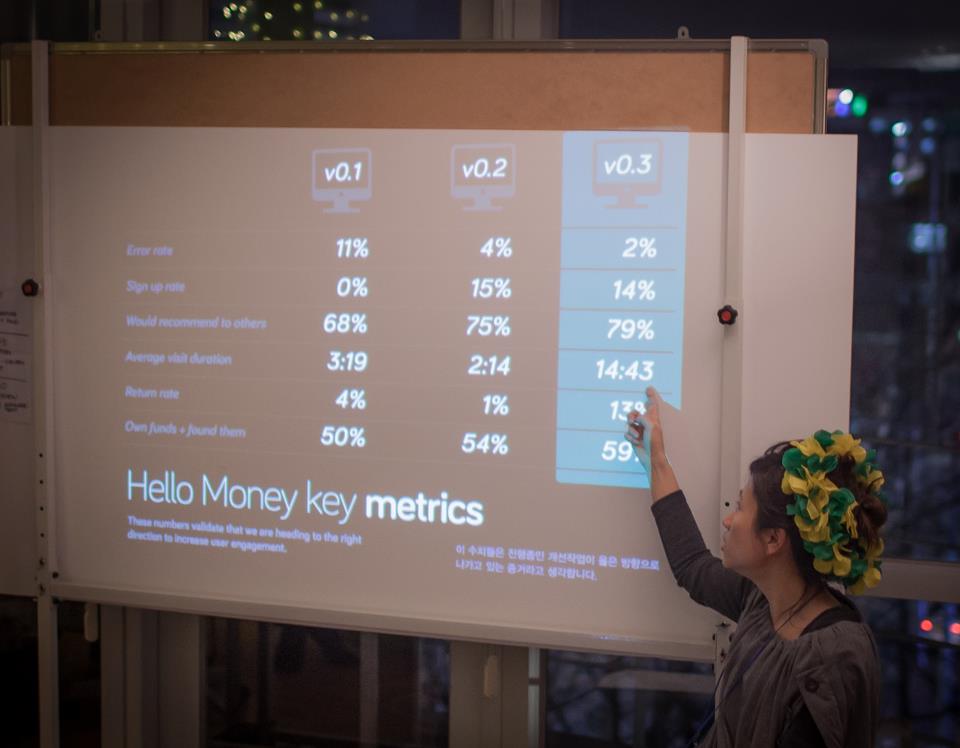 v0.1 v0.2 v0.3
Error rate 11% 4% 2%
Sign up rate 0% 15% 14%
Would recommend to others 68% 75% 79%
Average visit duration 3:19 2:14 14:43
Return rate 4% 1% 13%
Own funds + found them 50% 54% 59%
Hello Money key metrics
These numbers validate that we are heading to the right
direction to increase user engagement.
이 수치들은 진행중인 개선작업이 옳은 방향으로
나가고 있는 증거라고 생각합니다.